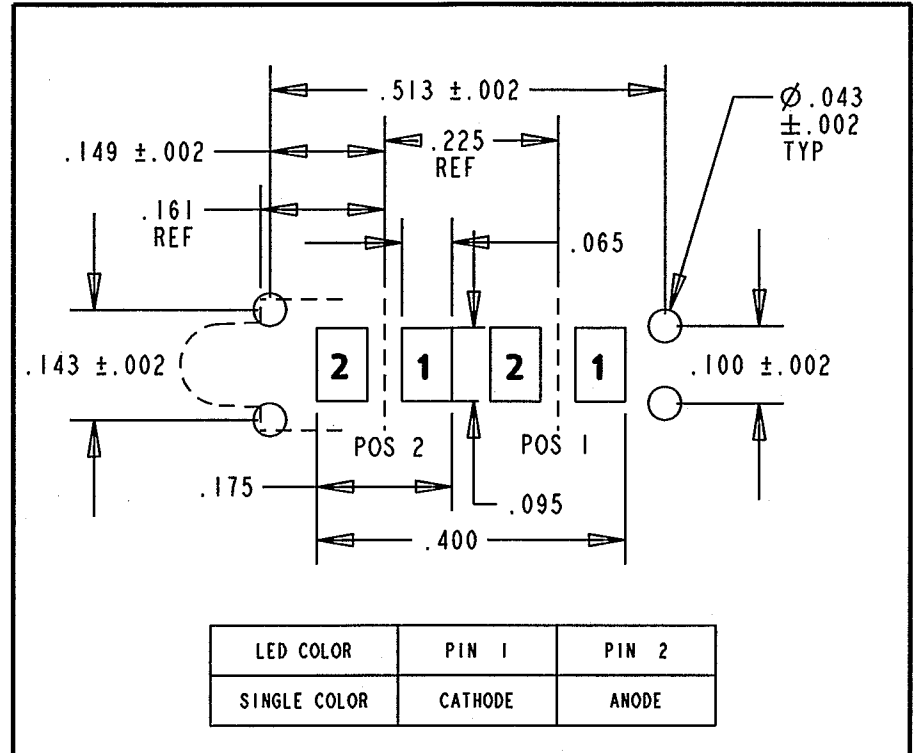 .513 ±.002
Ø.043
±.002
TYP
.149 ±.002
.225
REF
.161
REF
.065
.143 ±.002
2
1
2
1
.100 ±.002
POS 2
POS 1
.175
.095
.400
LED COLOR PIN 1 PIN 2
SINGLE COLOR CATHODE ANODE